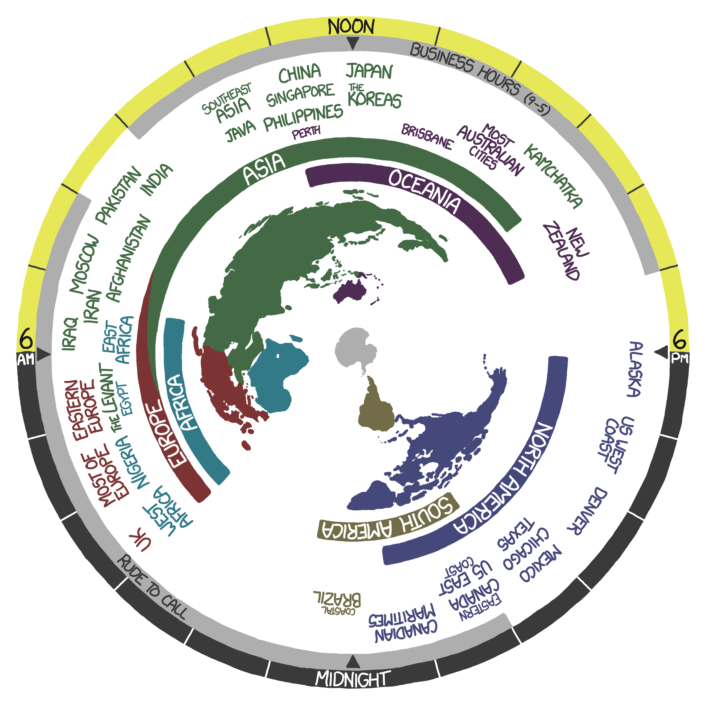 NOON
BUSINESS HOURS (9-5)
6
PM
MIDNIGHT
RUDE TO CALL
6
AM
SOUTHEAST
ASIA
JAVA
CHINA
SINGAPORE
PHILIPPINES
PERTH
JAPAN
THE
KOREAS
BRISBANE
MOST
AUSTRALIAN
CITIES
KAMCHATKA
NEW
ZEALAND
ALASKA
US WEST
COAST
DENVER
MEXICO
CHICAGO
TEXAS
US EAST
COAST
EASTERN
CANADA
CANADIAN
MARITIMES
COASTAL
BRAZIL
UK
WEST
AFRICA
MOST OF
EUROPE
NIGERIA
EASTERN
EUROPE
THE LEVANT
EGYPT
EAST
AFRICA
IRAQ
IRAN
MOSCOW
AFGHANISTAN
PAKISTAN
INDIA
ASIA
OCEANIA
EUROPE
AFRICA
NORTH AMERICA
SOUTH AMERICA